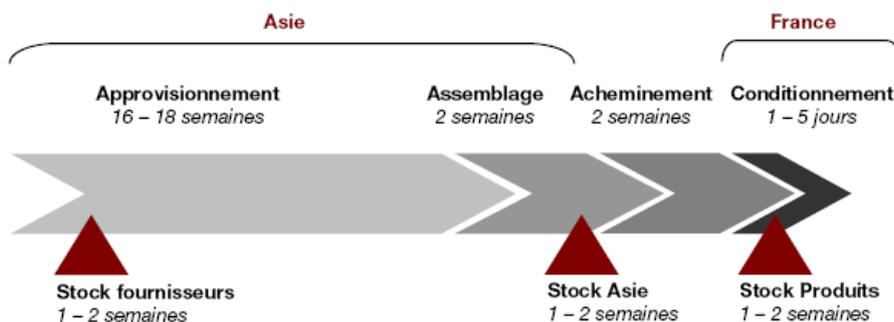 Asie
France
Approvisionnement
16 – 18 semaines
Assemblage
2 semaines
Acheminement
2 semaines
Conditionnement
1 – 5 jours
Stock fournisseurs
1 – 2 semaines
Stock Asie
1 – 2 semaines
Stock Produits
1 – 2 semaines